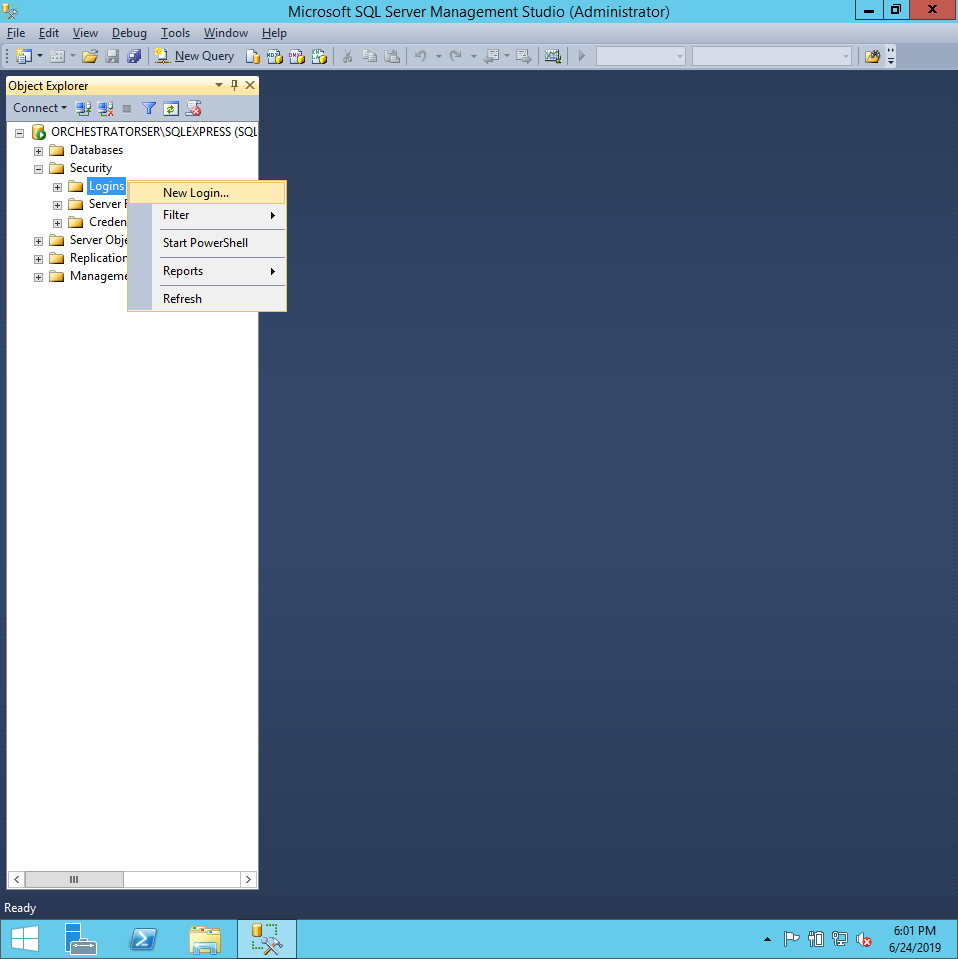 Microsoft SQL Server Management Studio (Administrator)
File Edit View Debug Tools Window Help
New Query
Object Explorer
Connect
ORCHESTRATORSER\SQLEXPRESS (SQL
Databases
Security
Logins
New Login...
Server
Filter
Creden
Server Obje
Start PowerShell
Replication
Reports
Manageme
Refresh
Ready
6:01 PM
6/24/2019